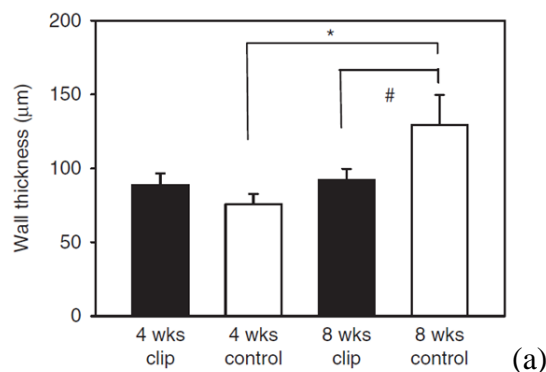 200
*
150
#
Wall thickness (μm)
100
50
0
4 wks 4 wks 8 wks 8 wks
clip control clip control
(a)